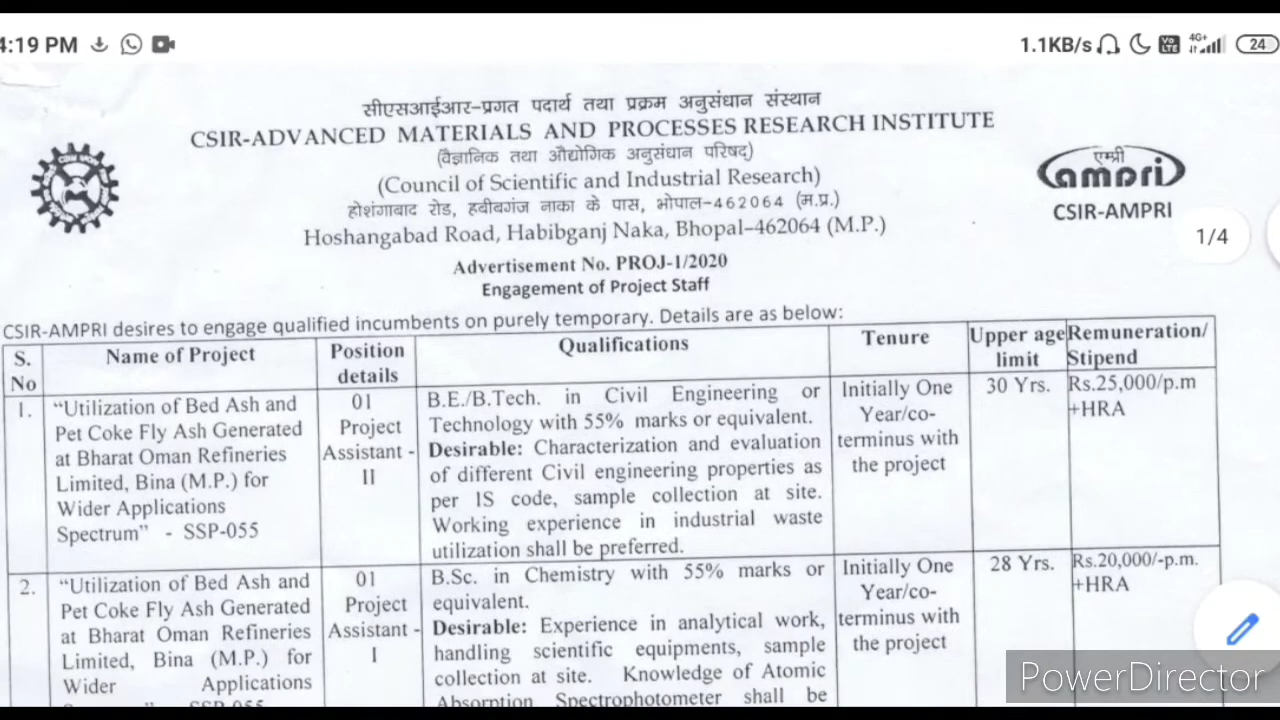 4:19 PM
1.1KB/s
Vo LTE
4G+
24
सीएसआईआर-प्रगत पदार्थ तथा प्रक्रम अनुसंधान संस्थान
CSIR-ADVANCED MATERIALS AND PROCESSES RESEARCH INSTITUTE
(वैज्ञानिक तथा औद्योगिक अनुसंधान परिषद्)
(Council of Scientific and Industrial Research)
होशंगाबाद रोड, हबीबगंज नाका के पास, भोपाल-462064 (म.प्र.)
Hoshangabad Road, Habibganj Naka, Bhopal-462064 (M.P.)
एम्प्री
ampri
CSIR-AMPRI
1/4
Advertisement No. PROJ-1/2020
Engagement of Project Staff
CSIR-AMPRI desires to engage qualified incumbents on purely temporary. Details are as below:
S. No
Name of Project
Position details
Qualifications
Tenure
Upper age limit
Remuneration/ Stipend
1.
“Utilization of Bed Ash and
Pet Coke Fly Ash Generated
at Bharat Oman Refineries
Limited, Bina (M.P.) for
Wider Applications
Spectrum” - SSP-055
01
Project
Assistant -
II
B.E./B.Tech. in Civil Engineering or
Technology with 55% marks or equivalent.
Desirable: Characterization and evaluation
of different Civil engineering properties as
per IS code, sample collection at site.
Working experience in industrial waste
utilization shall be preferred.
Initially One
Year/co-
terminus with
the project
30 Yrs.
Rs.25,000/p.m
+HRA
2.
“Utilization of Bed Ash and
Pet Coke Fly Ash Generated
at Bharat Oman Refineries
Limited, Bina (M.P.) for
Wider Applications
01
Project
Assistant -
I
B.Sc. in Chemistry with 55% marks or
equivalent.
Desirable: Experience in analytical work,
handling scientific equipments, sample
collection at site. Knowledge of Atomic
Absorption Spectrophotometer shall be
Initially One
Year/co-
terminus with
the project
28 Yrs.
Rs.20,000/-p.m.
+HRA
PowerDirector